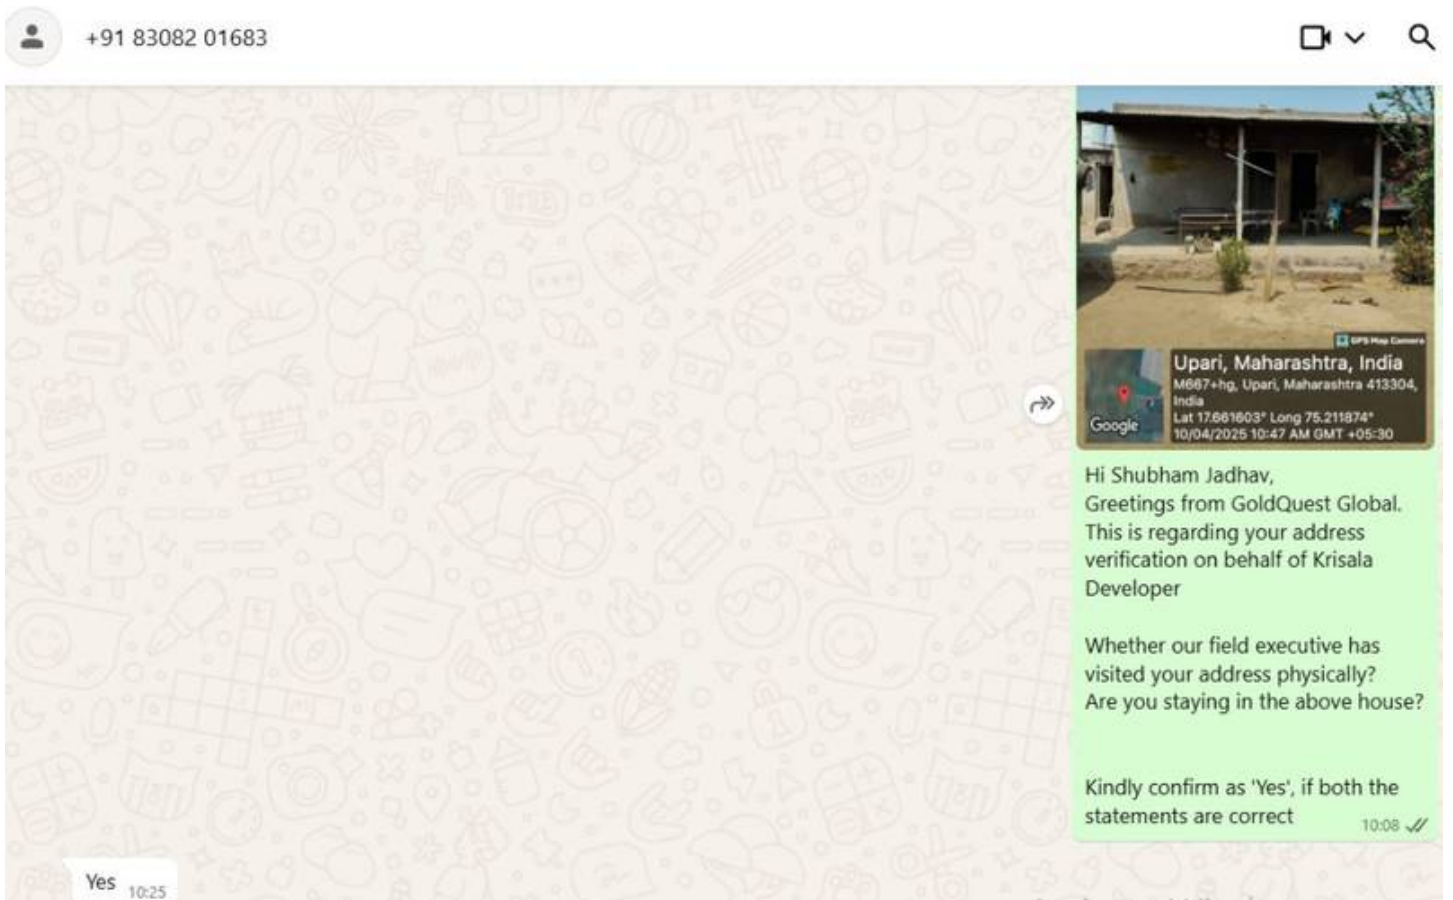 +91 83082 01683
GPS Map Camera
Upari, Maharashtra, India
M667+hg, Upari, Maharashtra 413304,
India
Lat 17.661603° Long 75.211874°
10/04/2025 10:47 AM GMT +05:30
Google
Hi Shubham Jadhav,
Greetings from GoldQuest Global.
This is regarding your address
verification on behalf of Krisala
Developer
Whether our field executive has
visited your address physically?
Are you staying in the above house?
Kindly confirm as 'Yes', if both the
statements are correct
10:08
Yes 10:25